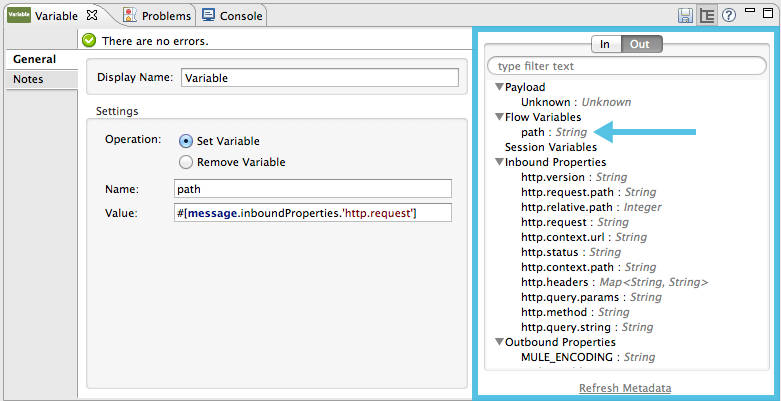 Variable Variable Problems Console
General
Notes
There are no errors.
Display Name: Variable
Settings
Operation: Set Variable
Remove Variable
Name: path
Value: #[message.inboundProperties.'http.request']
In Out
type filter text
Payload
Unknown : Unknown
Flow Variables
path : String
Session Variables
Inbound Properties
http.version : String
http.request.path : String
http.relative.path : Integer
http.request : String
http.context.url : String
http.status : String
http.context.path : String
http.headers : Map<String, String>
http.query.params : String
http.method : String
http.query.string : String
Outbound Properties
MULE_ENCODING : String
Refresh Metadata